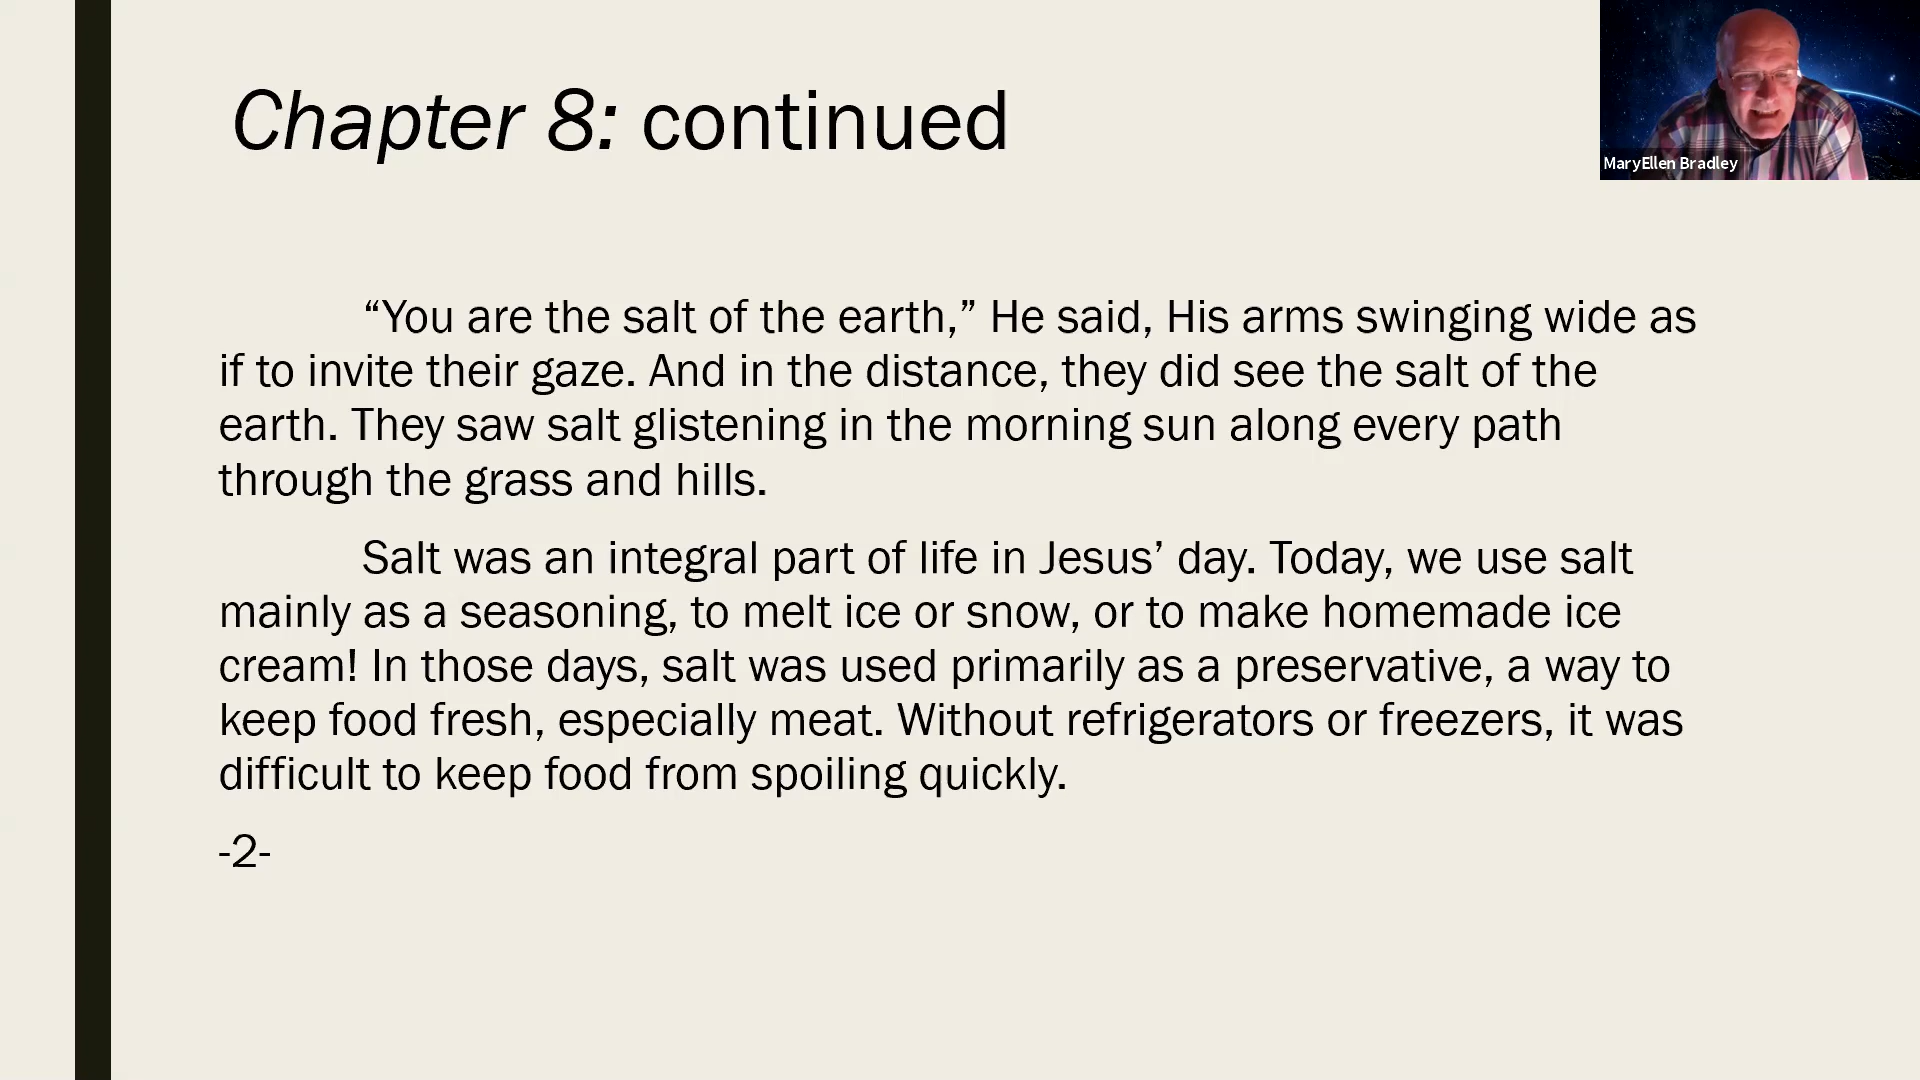 Chapter 8: continued
MaryEllen Bradley
“You are the salt of the earth,” He said, His arms swinging wide as
if to invite their gaze. And in the distance, they did see the salt of the
earth. They saw salt glistening in the morning sun along every path
through the grass and hills.
Salt was an integral part of life in Jesus’ day. Today, we use salt
mainly as a seasoning, to melt ice or snow, or to make homemade ice
cream! In those days, salt was used primarily as a preservative, a way to
keep food fresh, especially meat. Without refrigerators or freezers, it was
difficult to keep food from spoiling quickly.
-2-